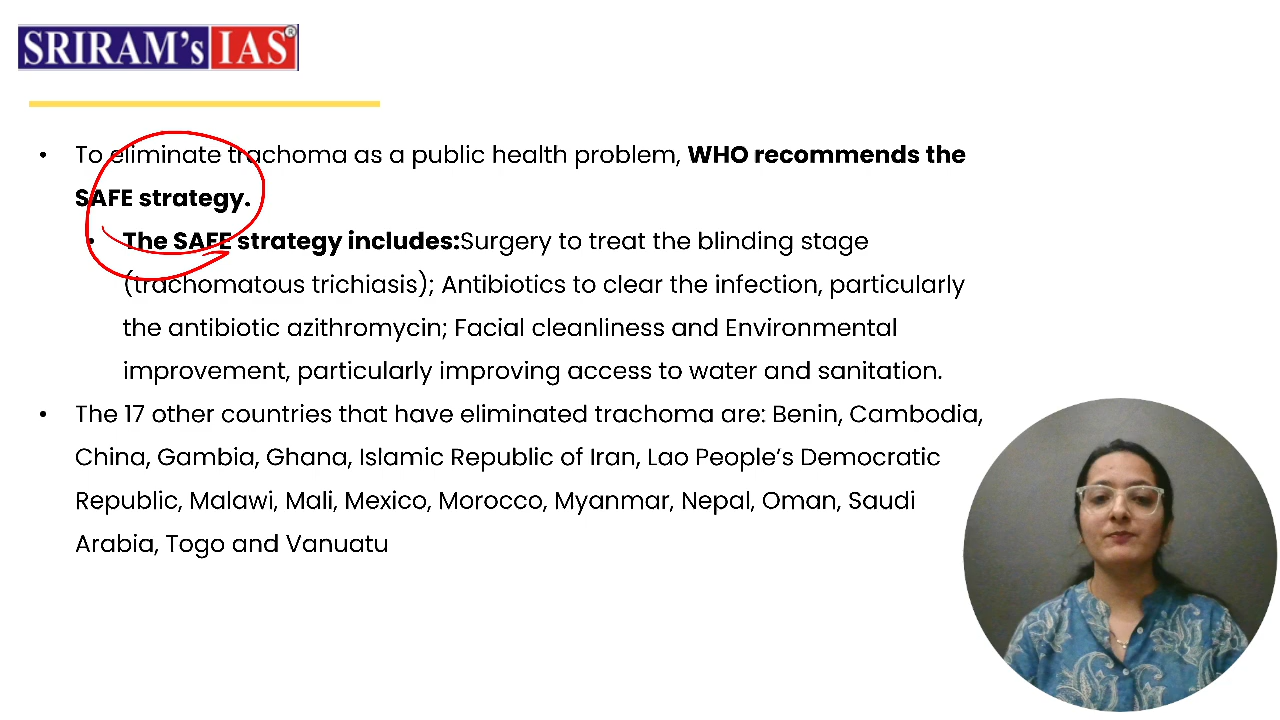 SRIRAM's IAS®
• To eliminate trachoma as a public health problem, WHO recommends the
SAFE strategy.
• The SAFE strategy includes:Surgery to treat the blinding stage
(trachomatous trichiasis); Antibiotics to clear the infection, particularly
the antibiotic azithromycin; Facial cleanliness and Environmental
improvement, particularly improving access to water and sanitation.
• The 17 other countries that have eliminated trachoma are: Benin, Cambodia,
China, Gambia, Ghana, Islamic Republic of Iran, Lao People's Democratic
Republic, Malawi, Mali, Mexico, Morocco, Myanmar, Nepal, Oman, Saudi
Arabia, Togo and Vanuatu